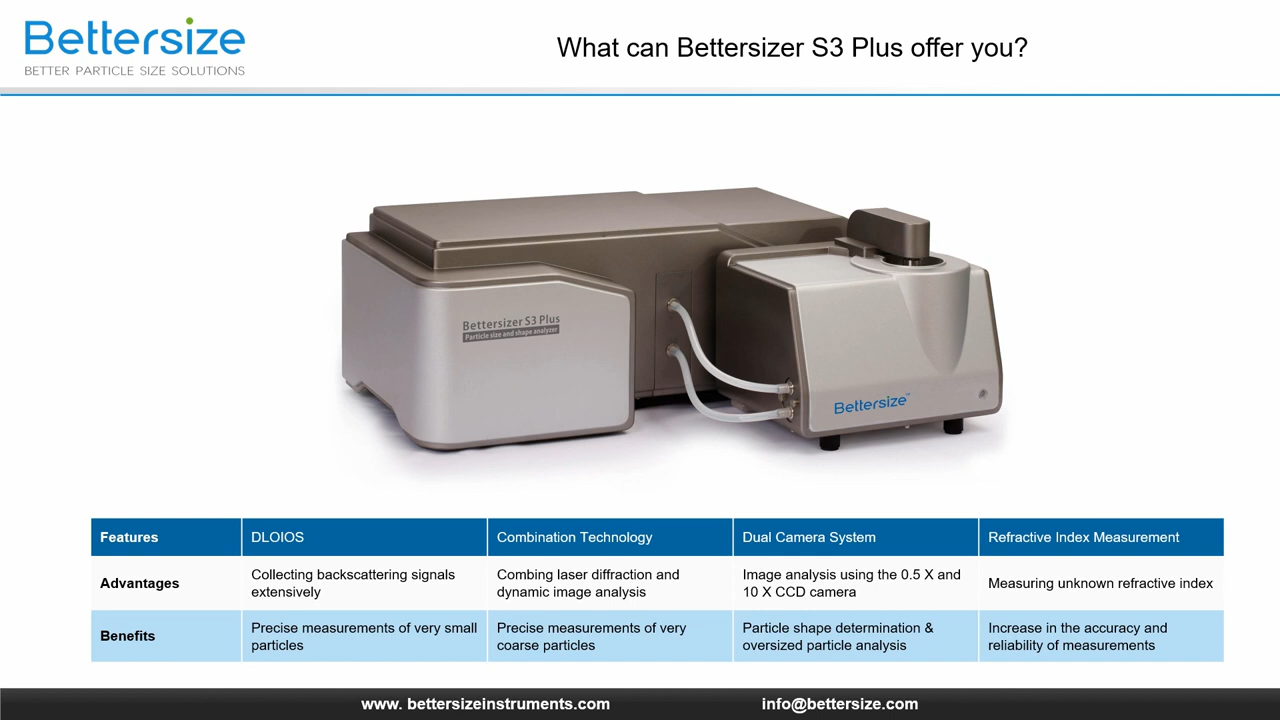 Bettersize
BETTER PARTICLE SIZE SOLUTIONS
What can Bettersizer S3 Plus offer you?
Bettersizer S3 Plus
Particle size and shape analyzer
Bettersize™
Features DLOIOS Combination Technology Dual Camera System Refractive Index Measurement
Advantages
Collecting backscattering signals
extensively
Combing laser diffraction and
dynamic image analysis
Image analysis using the 0.5 X and
10 X CCD camera
Measuring unknown refractive index
Benefits
Precise measurements of very small
particles
Precise measurements of very
coarse particles
Particle shape determination &
oversized particle analysis
Increase in the accuracy and
reliability of measurements
www. bettersizeinstruments.com info@bettersize.com